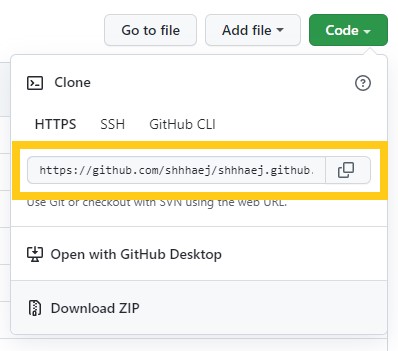 Go to file Add file Code
Clone
HTTPS SSH GitHub CLI
https://github.com/shhhaej/shhhaej.github.
Use Git or checkout with SVN using the web URL.
Open with GitHub Desktop
Download ZIP